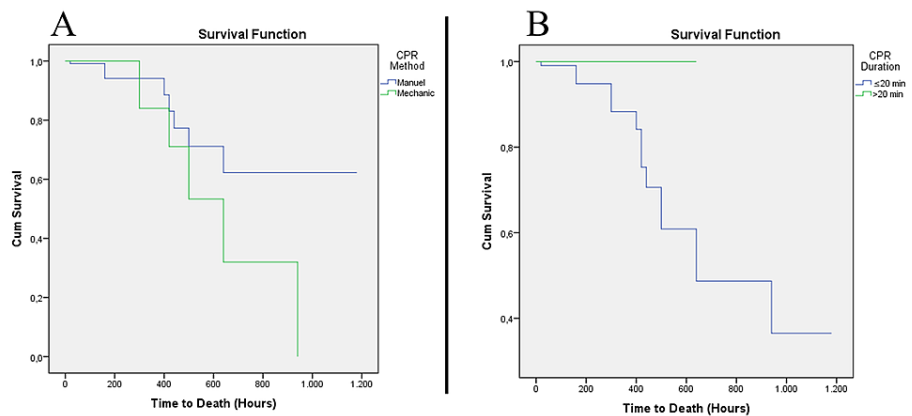 A
Survival Function
CPR
Method
Manuel
Mechanic
1,0
0,8
0,6
0,4
0,2
0,0
Cum Survival
0
200
400
600
800
1.000
1.200
Time to Death (Hours)
B
Survival Function
CPR
Duration
≤20 min
>20 min
1,0
0,8
0,6
0,4
Cum Survival
0
200
400
600
800
1.000
1.200
Time to Death (Hours)